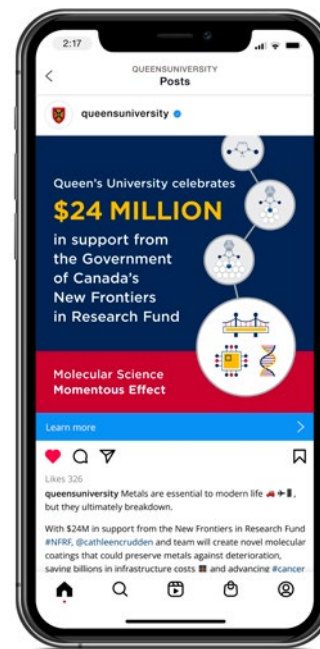 2:17
QUEENSUNIVERSITY
Posts
queensuniversity
Queen's University celebrates
$24 MILLION
in support from
the Government
of Canada's
New Frontiers
in Research Fund
Molecular Science
Momentous Effect
Learn more
Likes 326
queensuniversity Metals are essential to modern life 🚗✈📱,
but they ultimately breakdown.
With $24M in support from the New Frontiers in Research Fund
#NFRF, @cathleencrudden and team will create novel molecular
coatings that could preserve metals against deterioration,
saving billions in infrastructure costs 🌉 and advancing #cancer